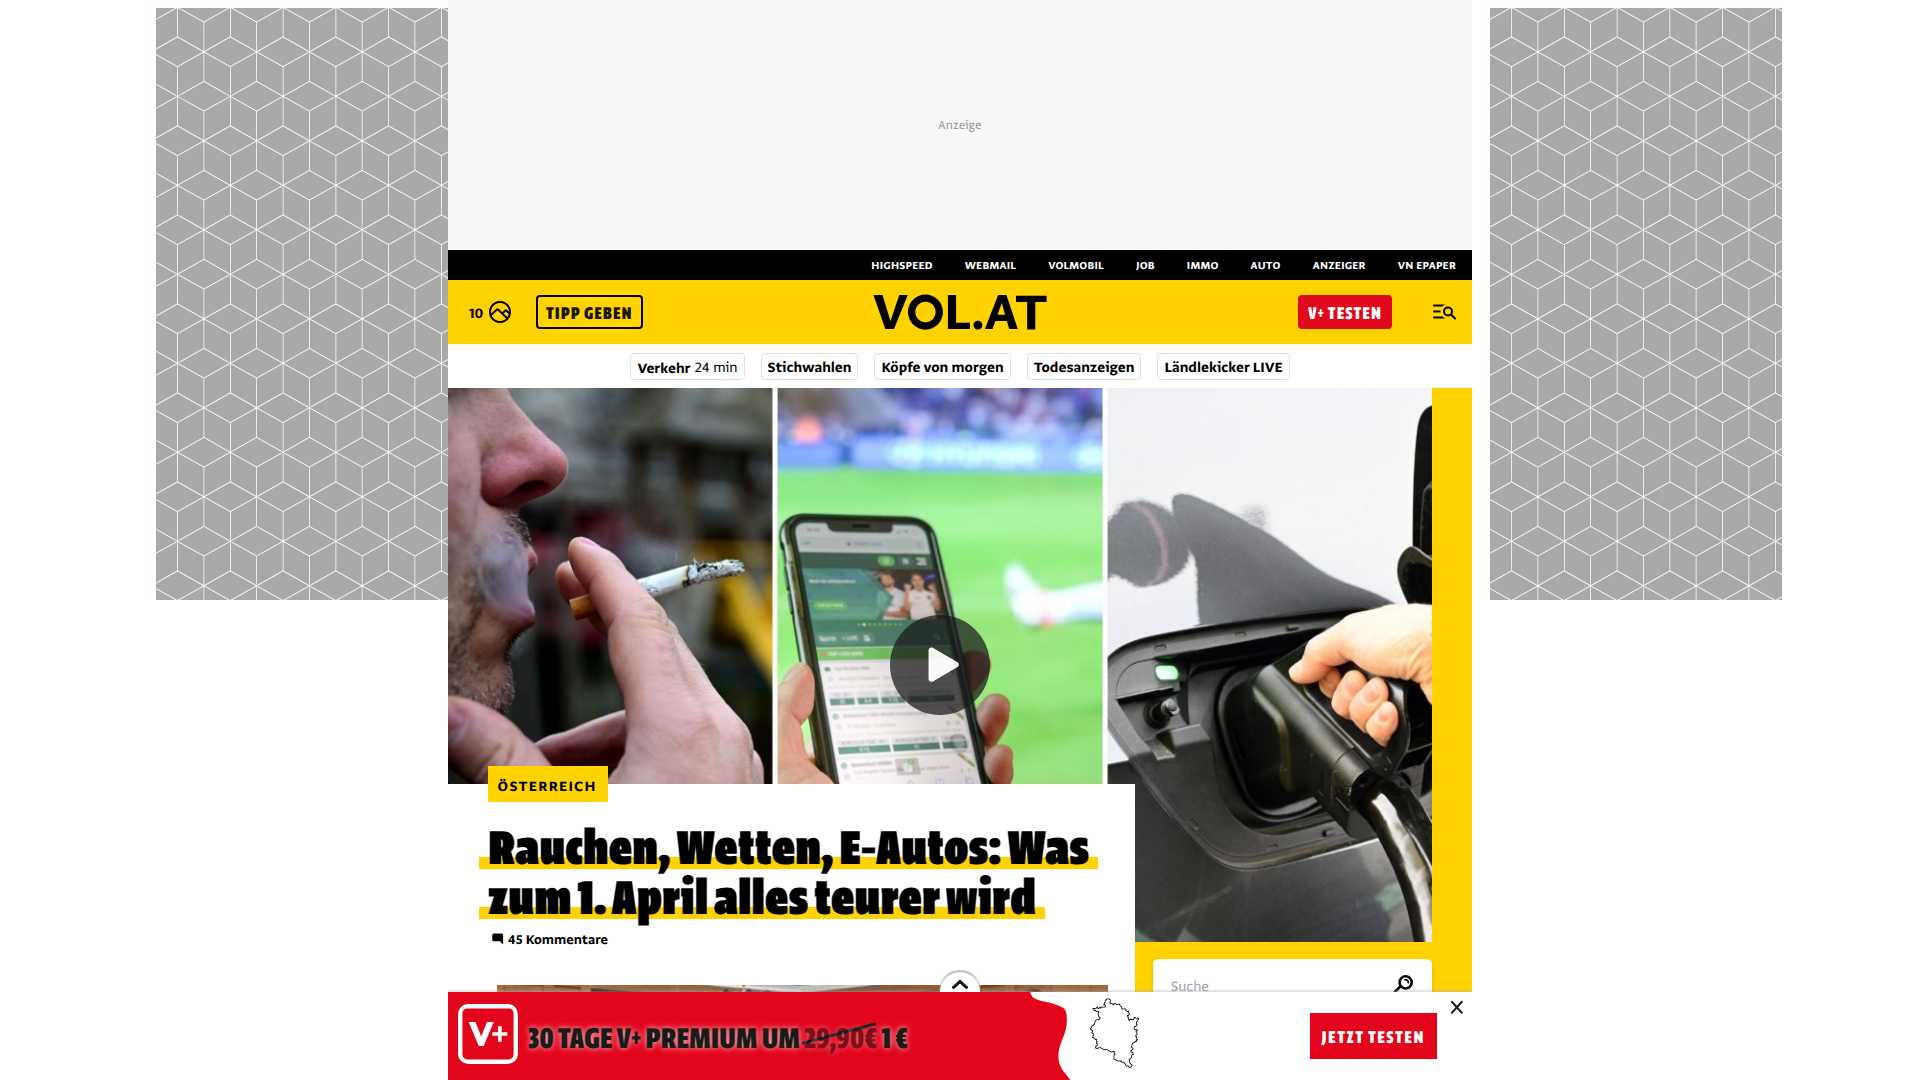 Anzeige
HIGHSPEED WEBMAIL VOLMOBIL JOB IMMO AUTO ANZEIGER VN EPAPER
10 TIPP GEBEN VOL.AT V+ TESTEN
Verkehr 24 min Stichwahlen Köpfe von morgen Todesanzeigen Ländlekicker LIVE
ÖSTERREICH
Rauchen, Wetten, E-Autos: Was
zum 1. April alles teurer wird
45 Kommentare
Suche
V+ 30 TAGE V+ PREMIUM UM 29,90€ 1 € JETZT TESTEN